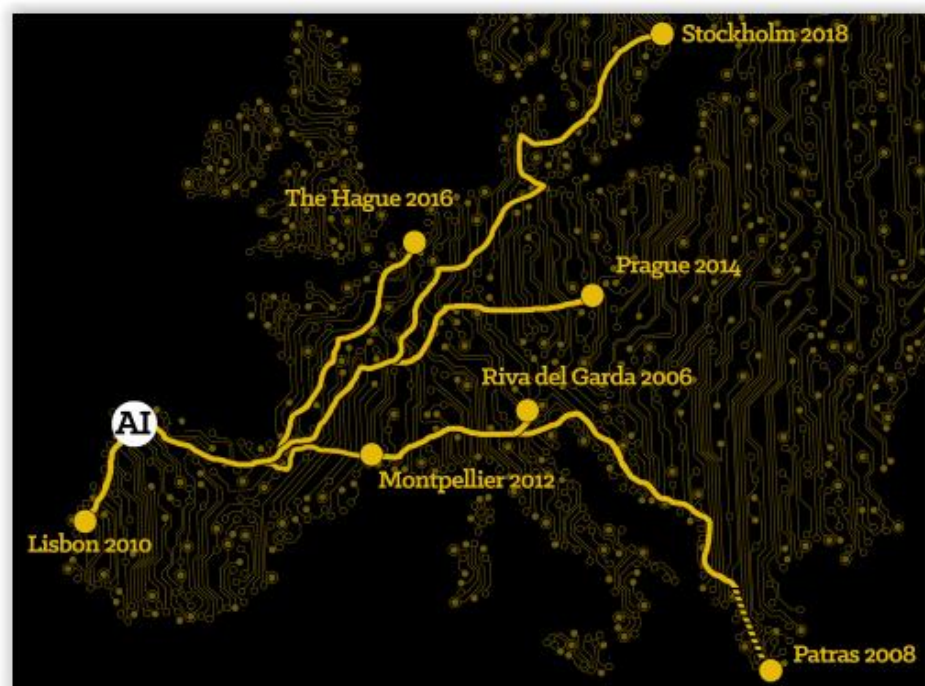 Stockholm 2018
The Hague 2016
Prague 2014
Riva del Garda 2006
AI
Montpellier 2012
Lisbon 2010
Patras 2008